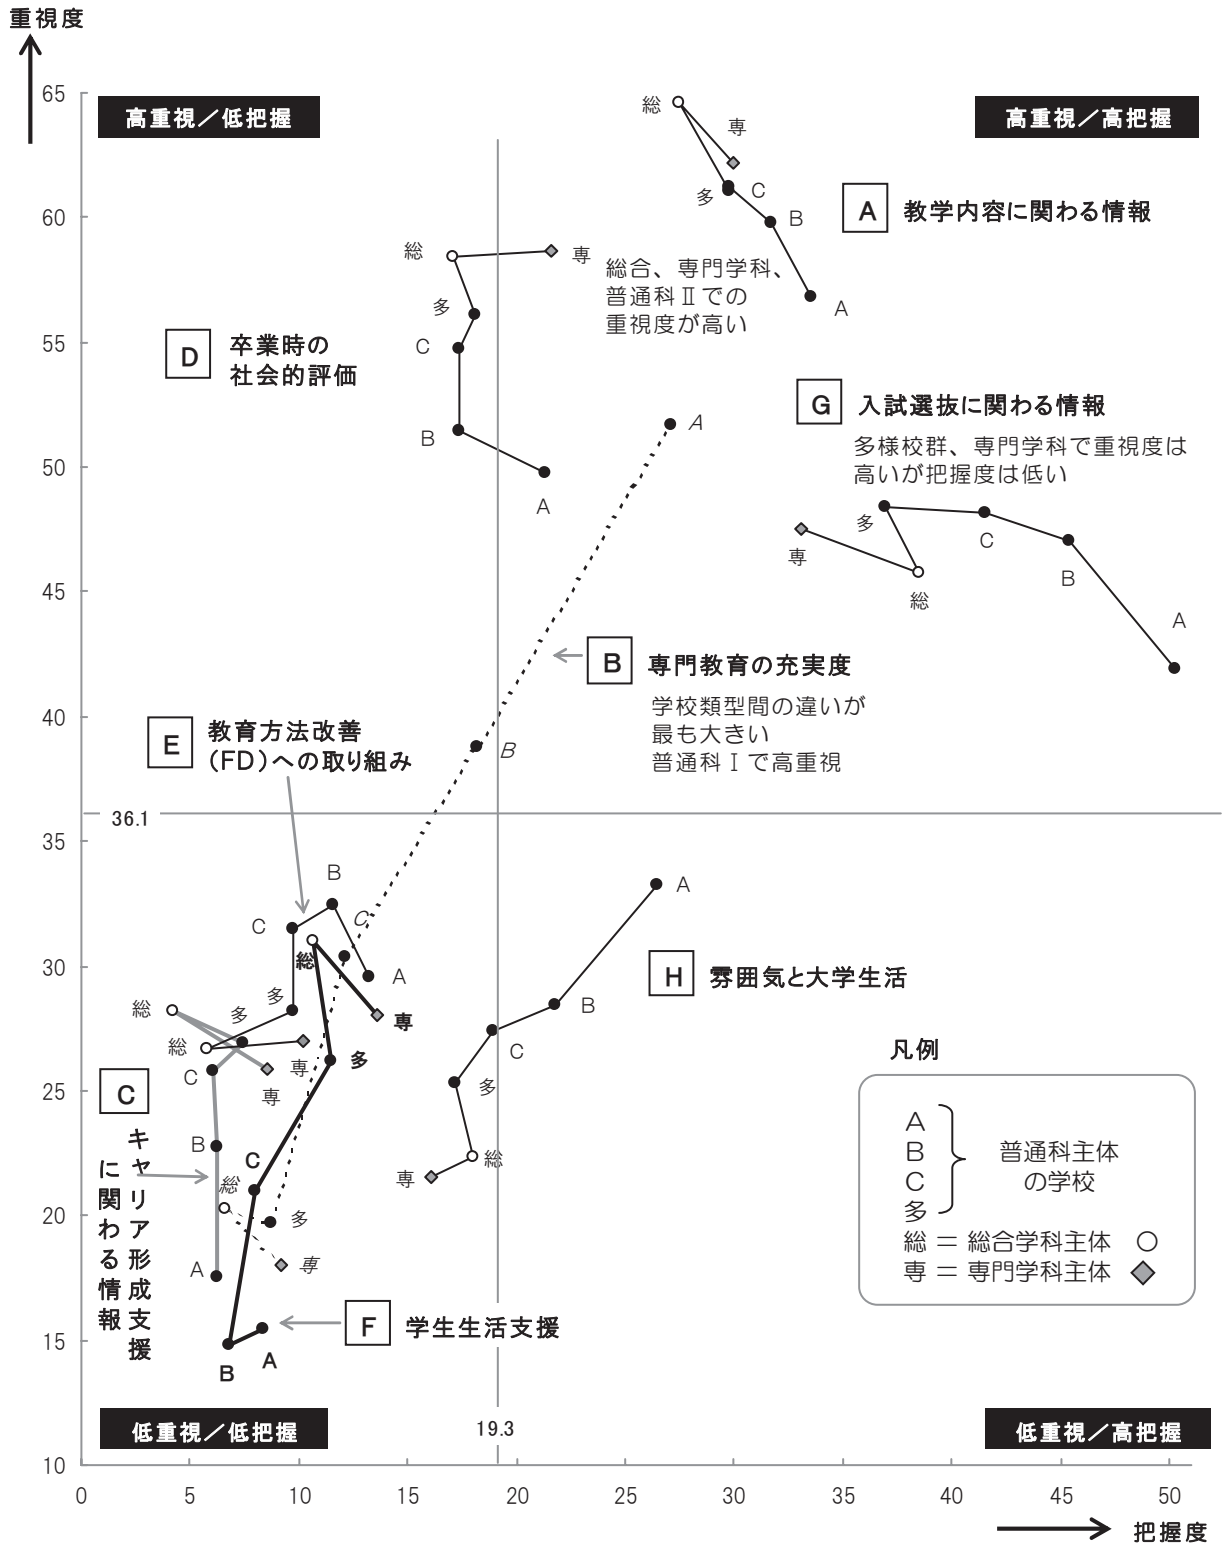 重視度
高重視／低把握
高重視／高把握
65
60
55
50
45
40
35
30
25
20
15
10
総
専
多
C
B
A
A
教学内容に関わる情報
総合、専門学科、
普通科Ⅱでの
重視度が高い
総
専
多
C
B
A
D
卒業時の
社会的評価
G
入試選抜に関わる情報
多様校群、専門学科で重視度は
高いが把握度は低い
多
C
B
A
専
総
A
B
C
総
多
専
B
専門教育の充実度
学校類型間の違いが
最も大きい
普通科Ⅰで高重視
E
教育方法改善
（FD）への取り組み
36.1
B
C
A
多
総
専
総
多
専
C
B
A
C
キャリア形成支援
に関わる情報
総
専
多
C
B
A
F
学生生活支援
A
B
C
多
総
専
H
雰囲気と大学生活
凡例
A
B
C
多
普通科主体
の学校
総 ＝ 総合学科主体
専 ＝ 専門学科主体
低重視／低把握
19.3
低重視／高把握
0 5 10 15 20 25 30 35 40 45 50
把握度